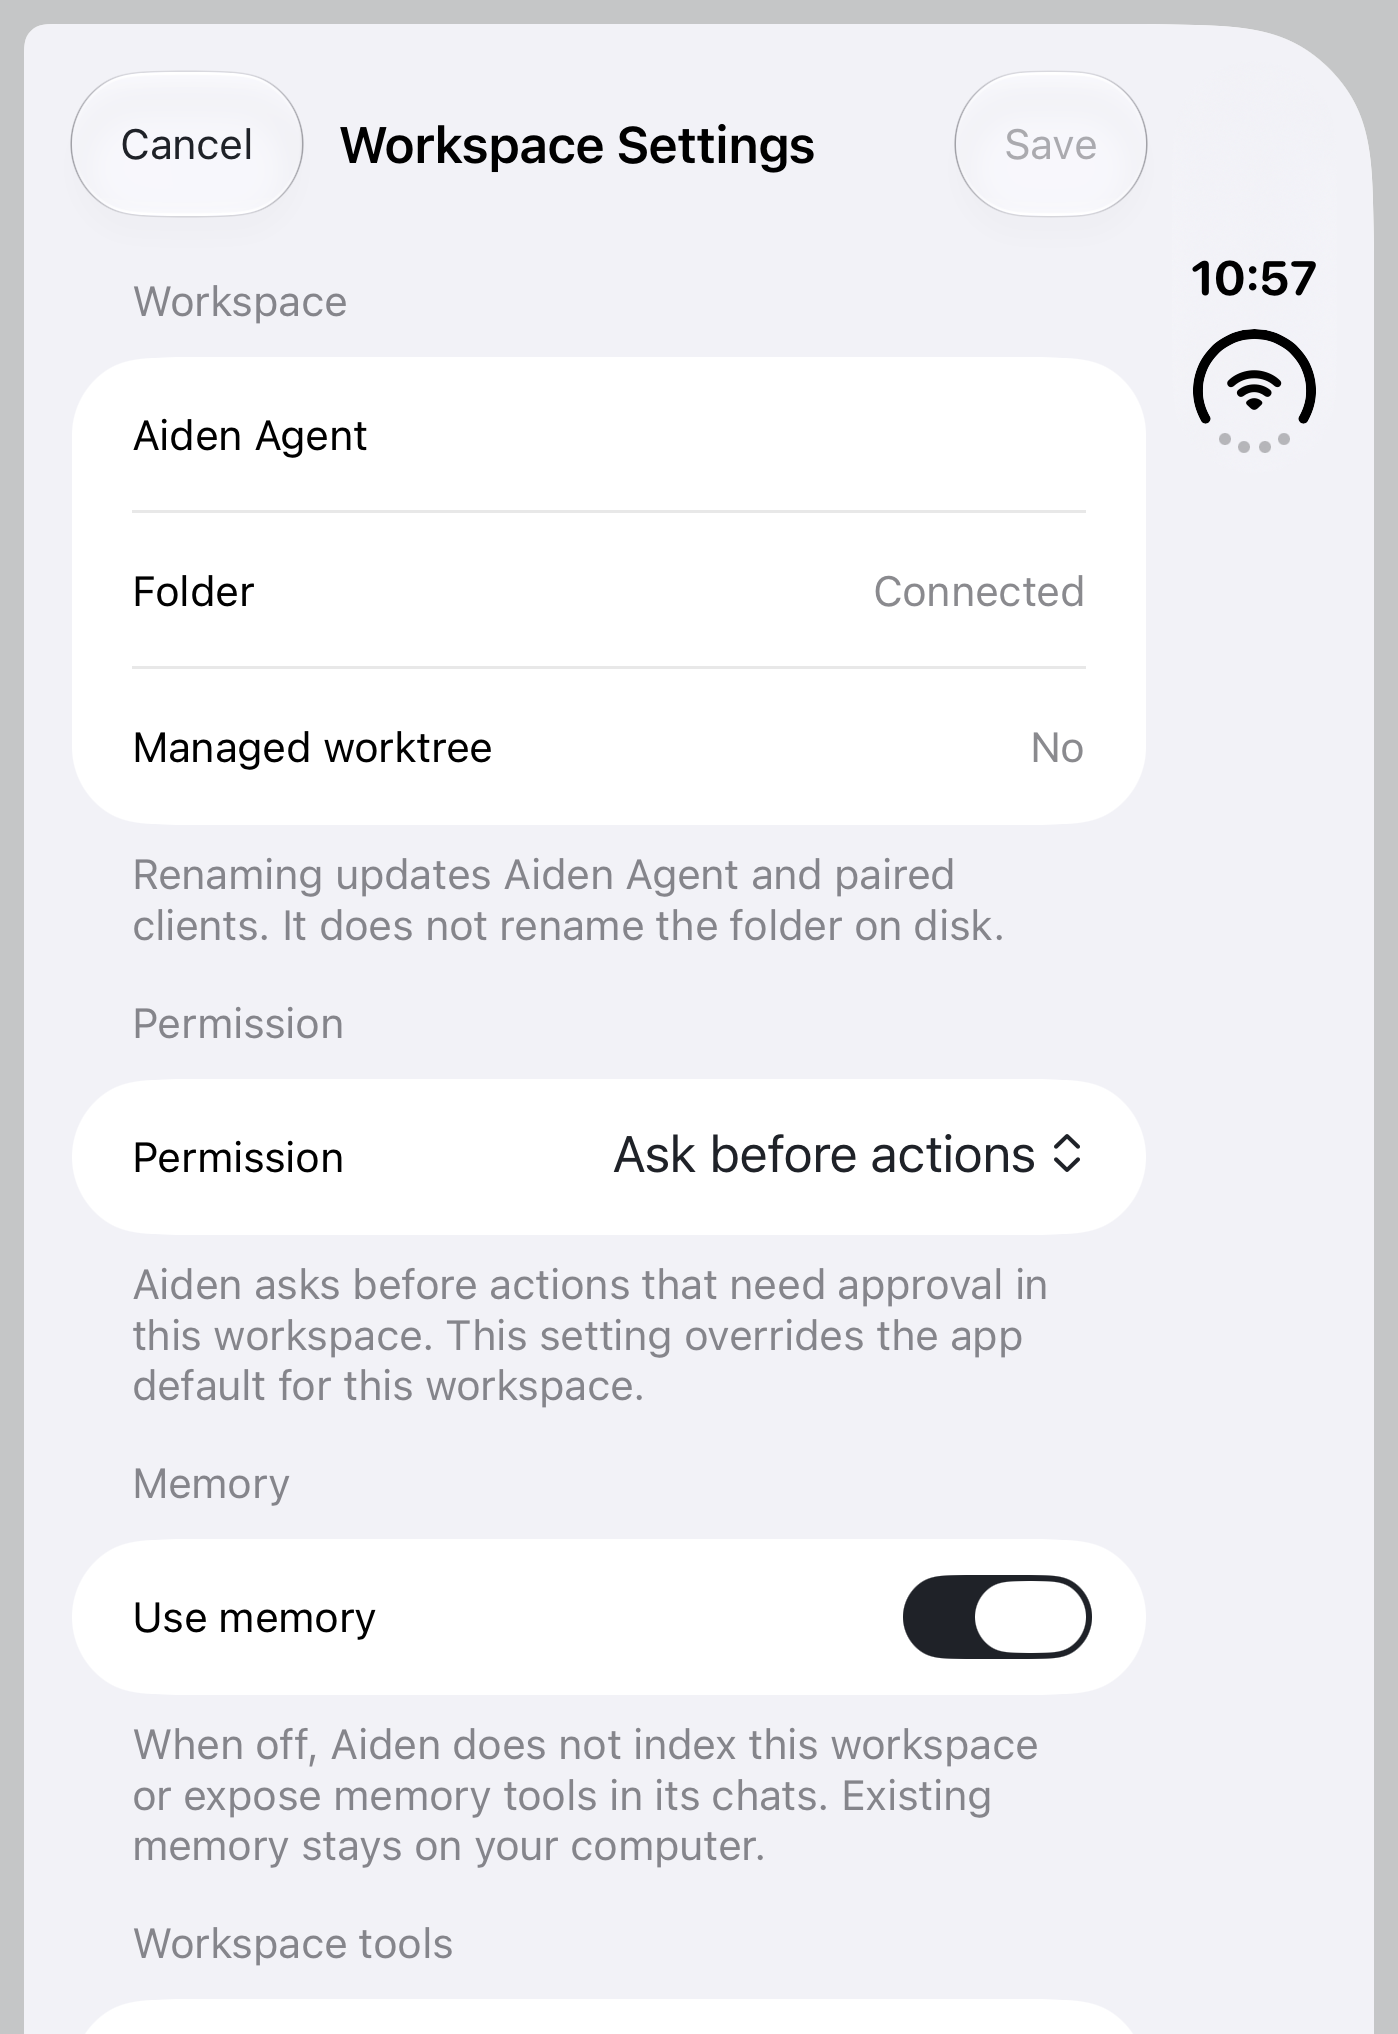 Cancel
Workspace Settings
Save
10:57
Workspace
Aiden Agent
Folder
Connected
Managed worktree
No
Renaming updates Aiden Agent and paired
clients. It does not rename the folder on disk.
Permission
Permission
Ask before actions
Aiden asks before actions that need approval in
this workspace. This setting overrides the app
default for this workspace.
Memory
Use memory
When off, Aiden does not index this workspace
or expose memory tools in its chats. Existing
memory stays on your computer.
Workspace tools